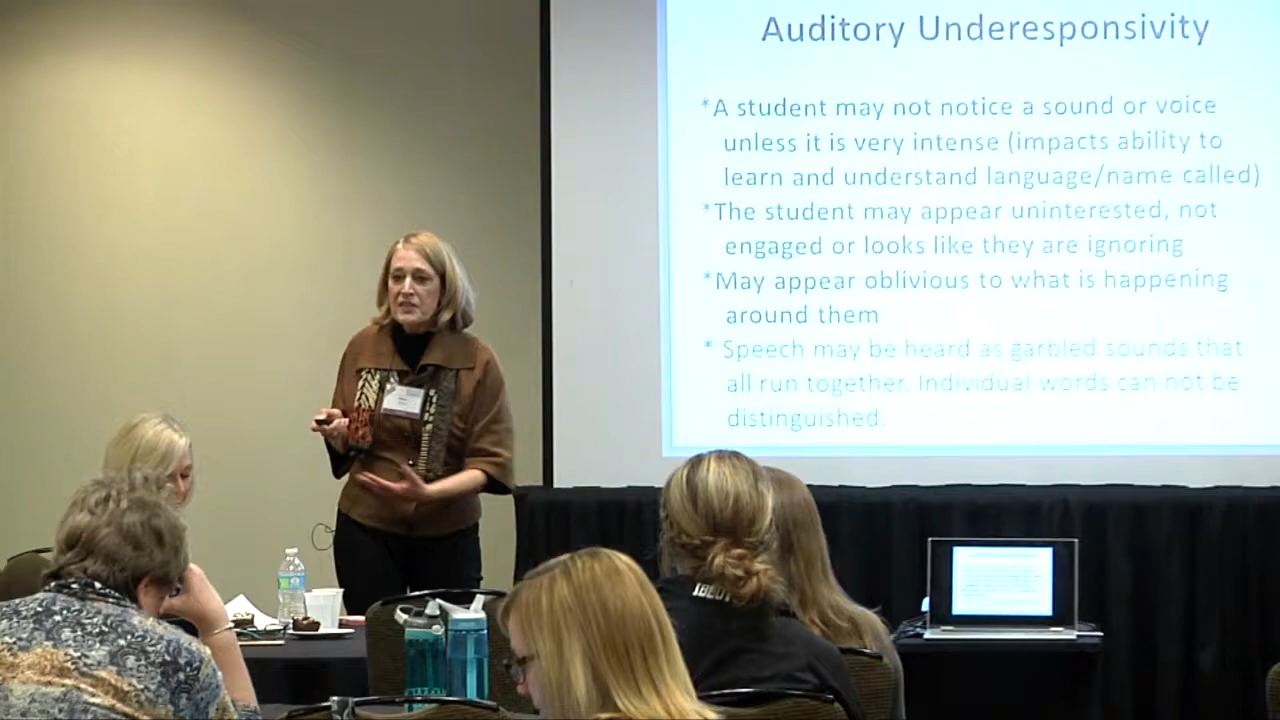 Auditory Underesponsivity
*A student may not notice a sound or voice
unless it is very intense (impacts ability to
learn and understand language/name called)
*The student may appear uninterested, not
engaged or looks like they are ignoring
*May appear oblivious to what is happening
around them
* Speech may be heard as garbled sounds that
all run together. Individual words can not be
distinguished.